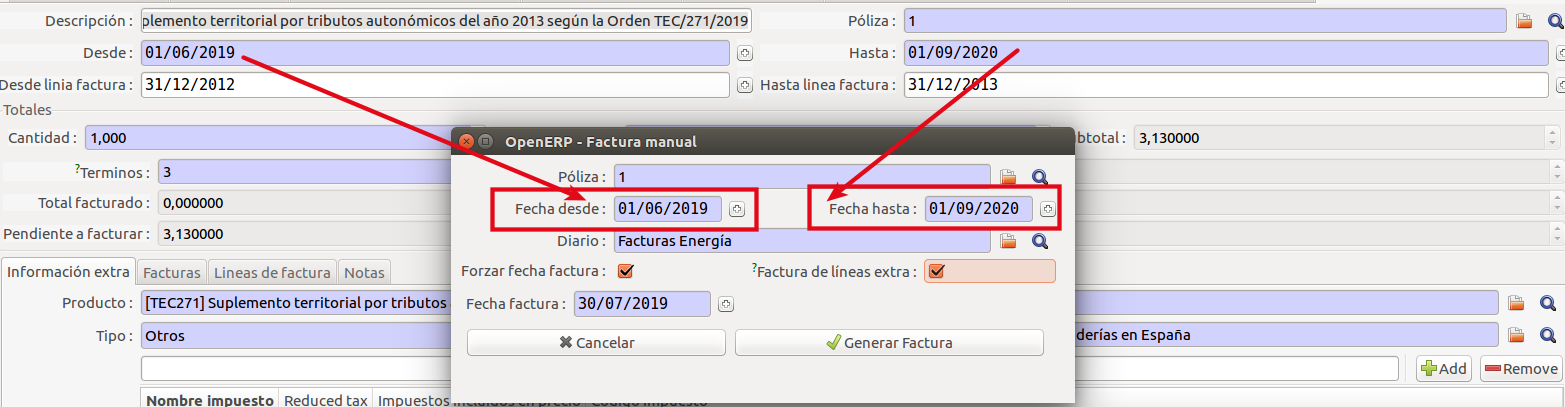 Descripción : plemento territorial por tributos autonómicos del año 2013 según la Orden TEC/271/2019 Póliza : 1
Desde : 01/06/2019 Hasta : 01/09/2020
Desde linia factura : 31/12/2012 Hasta linea factura : 31/12/2013
Totales
Cantidad : 1,000 ubtotal : 3,130000
OpenERP - Factura manual
?Terminos : 3
Póliza : 1
Total facturado : 0,000000
Fecha desde : 01/06/2019 Fecha hasta : 01/09/2020
Pendiente a facturar : 3,130000
Diario : Facturas Energía
Información extra Facturas Lineas de factura Notas
Forzar fecha factura : ?Factura de líneas extra :
Producto : [TEC271] Suplemento territorial por tributos
Fecha factura : 30/07/2019
Tipo : Otros derías en España
Cancelar Generar Factura
Add Remove
Nombre impuesto Reduced tax Impuestos incluidos en precio Código impuesto